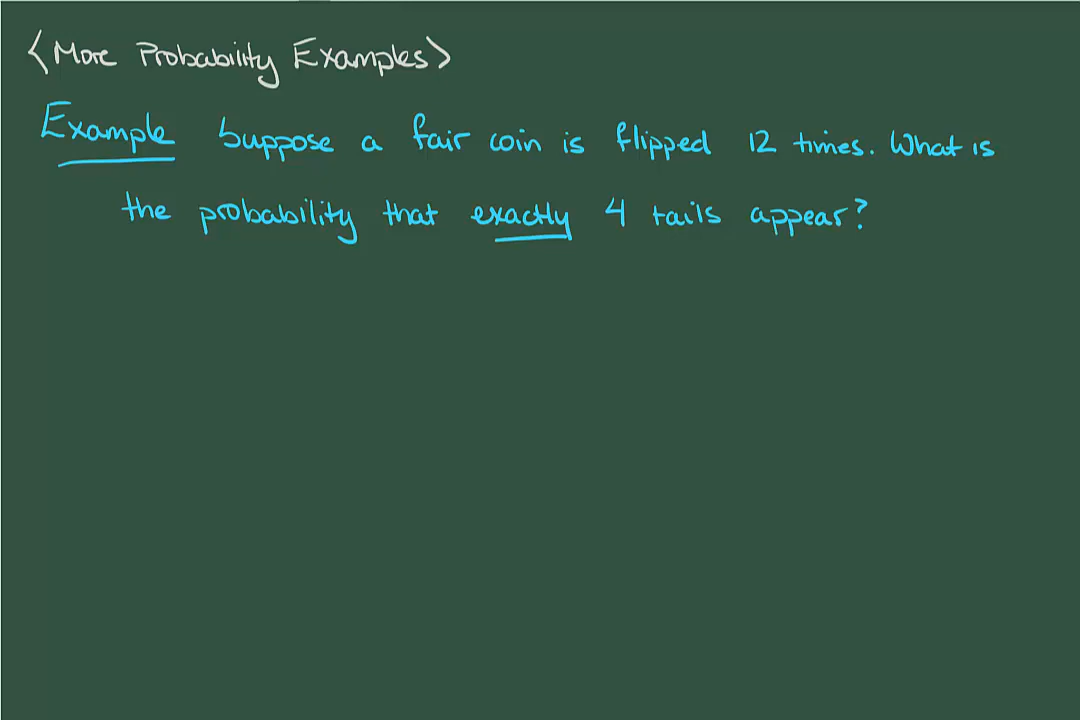 <More Probability Examples>
Example Suppose a fair coin is flipped 12 times. What is
the probability that exactly 4 tails appear?